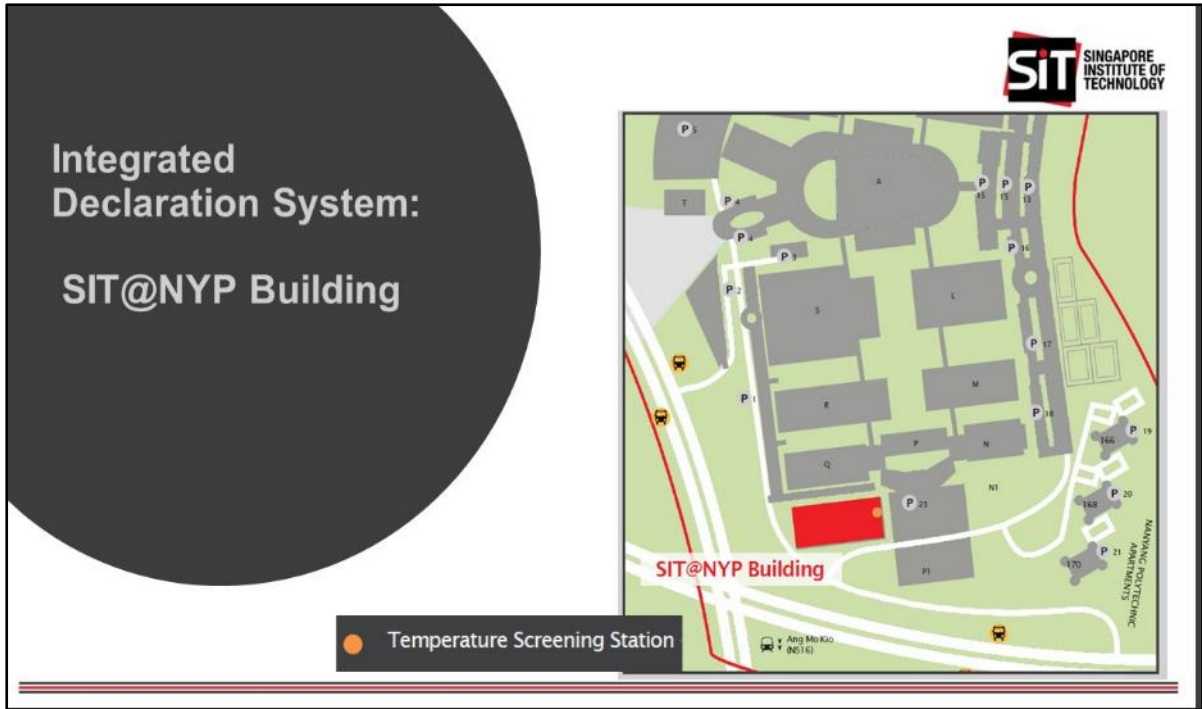 Integrated
Declaration System:
SIT@NYP Building
SiT SINGAPORE
INSTITUTE OF
TECHNOLOGY
P 5
A
T
P 4
P 4
P 3
P 15
P 15
P 13
P 16
P 2
S
L
P 17
P 1
R
M
P 18
P
N
Q
166
P 19
N1
P 23
168
P 20
170
P 21
NANYANG POLYTECHNIC
APARTMENTS
SIT@NYP Building
P1
Temperature Screening Station
Ang Mo Kio
(NS16)